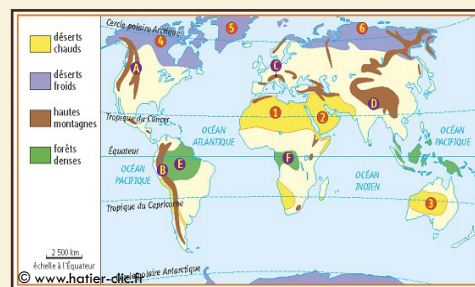 déserts
chauds
déserts
froids
hautes
montagnes
forêts
denses
2 500 km
échelle à l'Équateur
Cercle polaire Arctique
4
5
6
A
C
D
1
2
Tropique du Cancer
OCÉAN
ATLANTIQUE
OCÉAN
PACIFIQUE
Équateur
OCÉAN
PACIFIQUE
B
E
F
OCÉAN
INDIEN
3
Tropique du Capricorne
polaire Antarctique
© www.hatier-clic.fr